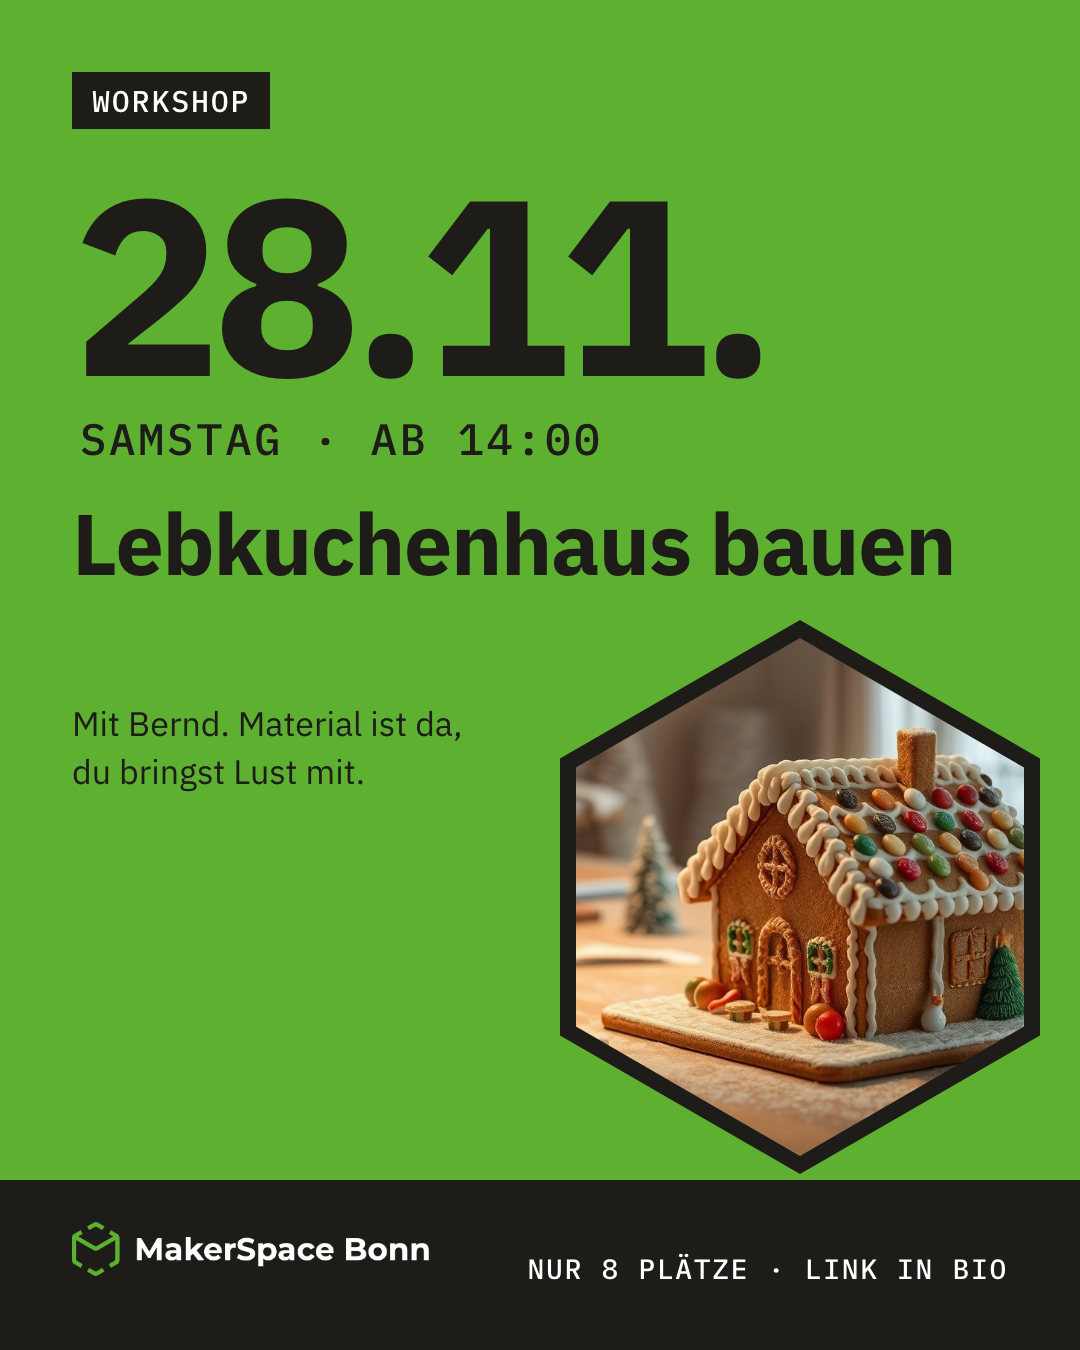 WORKSHOP
28.11.
SAMSTAG · AB 14:00
Lebkuchenhaus bauen
Mit Bernd. Material ist da,
du bringst Lust mit.
MakerSpace Bonn
NUR 8 PLÄTZE · LINK IN BIO